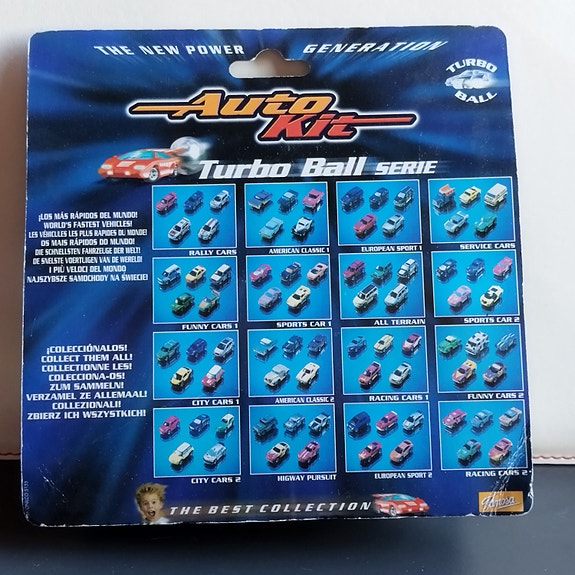 THE NEW POWER GENERATION
TURBO
BALL
Auto
Kit
Turbo Ball SERIE
¡LOS MÁS RÁPIDOS DEL MUNDO!
WORLD'S FASTEST VEHICLES!
LES VÉHICLES LES PLUS RAPIDES DU MONDE!
OS MAIS RÁPIDOS DO MUNDO!
DIE SCHNELLSTEN FAHRZELGE DER WELT!
DE SNELSTE VOERTUIGEN VAN DE WERELD!
I PIÙ VELOCI DEL MONDO
NAJSZYBSZE SAMOCHODY NA ŚWIECIE!
RALLY CARS
AMERICAN CLASSIC 1
EUROPEAN SPORT 1
SERVICE CARS
FUNNY CARS 1
SPORTS CAR 1
ALL TERRAIN
SPORTS CAR 2
¡COLECCIÓNALOS!
COLLECT THEM ALL!
COLLECTIONNE LES!
COLECCIONA-OS!
ZUM SAMMELN!
VERZAMEL ZE ALLEMAAL!
COLLEZIONALI!
ZBIERZ ICH WSZYSTKICH!
CITY CARS 1
AMERICAN CLASSIC 2
RACING CARS 1
FUNNY CARS 2
CITY CARS 2
HIGWAY PURSUIT
EUROPEAN SPORT 2
RACING CARS 2
THE BEST COLLECTION
Famosa